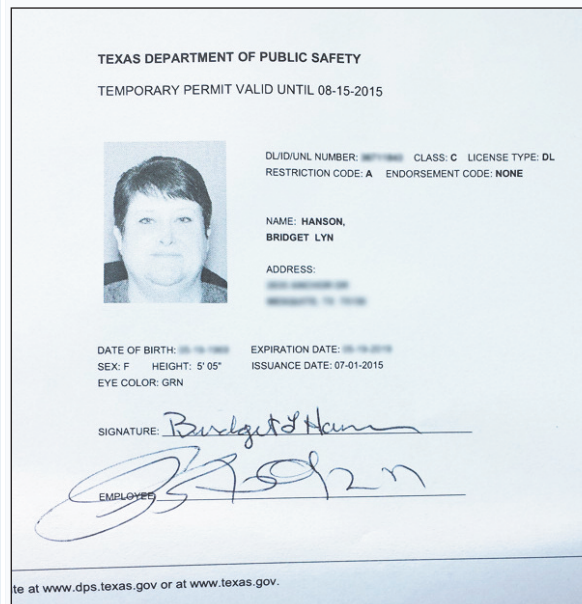 TEXAS DEPARTMENT OF PUBLIC SAFETY
TEMPORARY PERMIT VALID UNTIL 08-15-2015
DL/ID/UNL NUMBER: CLASS: C LICENSE TYPE: DL
RESTRICTION CODE: A ENDORSEMENT CODE: NONE
NAME: HANSON,
BRIDGET LYN
ADDRESS:
DATE OF BIRTH: EXPIRATION DATE:
SEX: F HEIGHT: 5' 05" ISSUANCE DATE: 07-01-2015
EYE COLOR: GRN
SIGNATURE: Bridget L Hanson
EMPLOYEE
te at www.dps.texas.gov or at www.texas.gov.